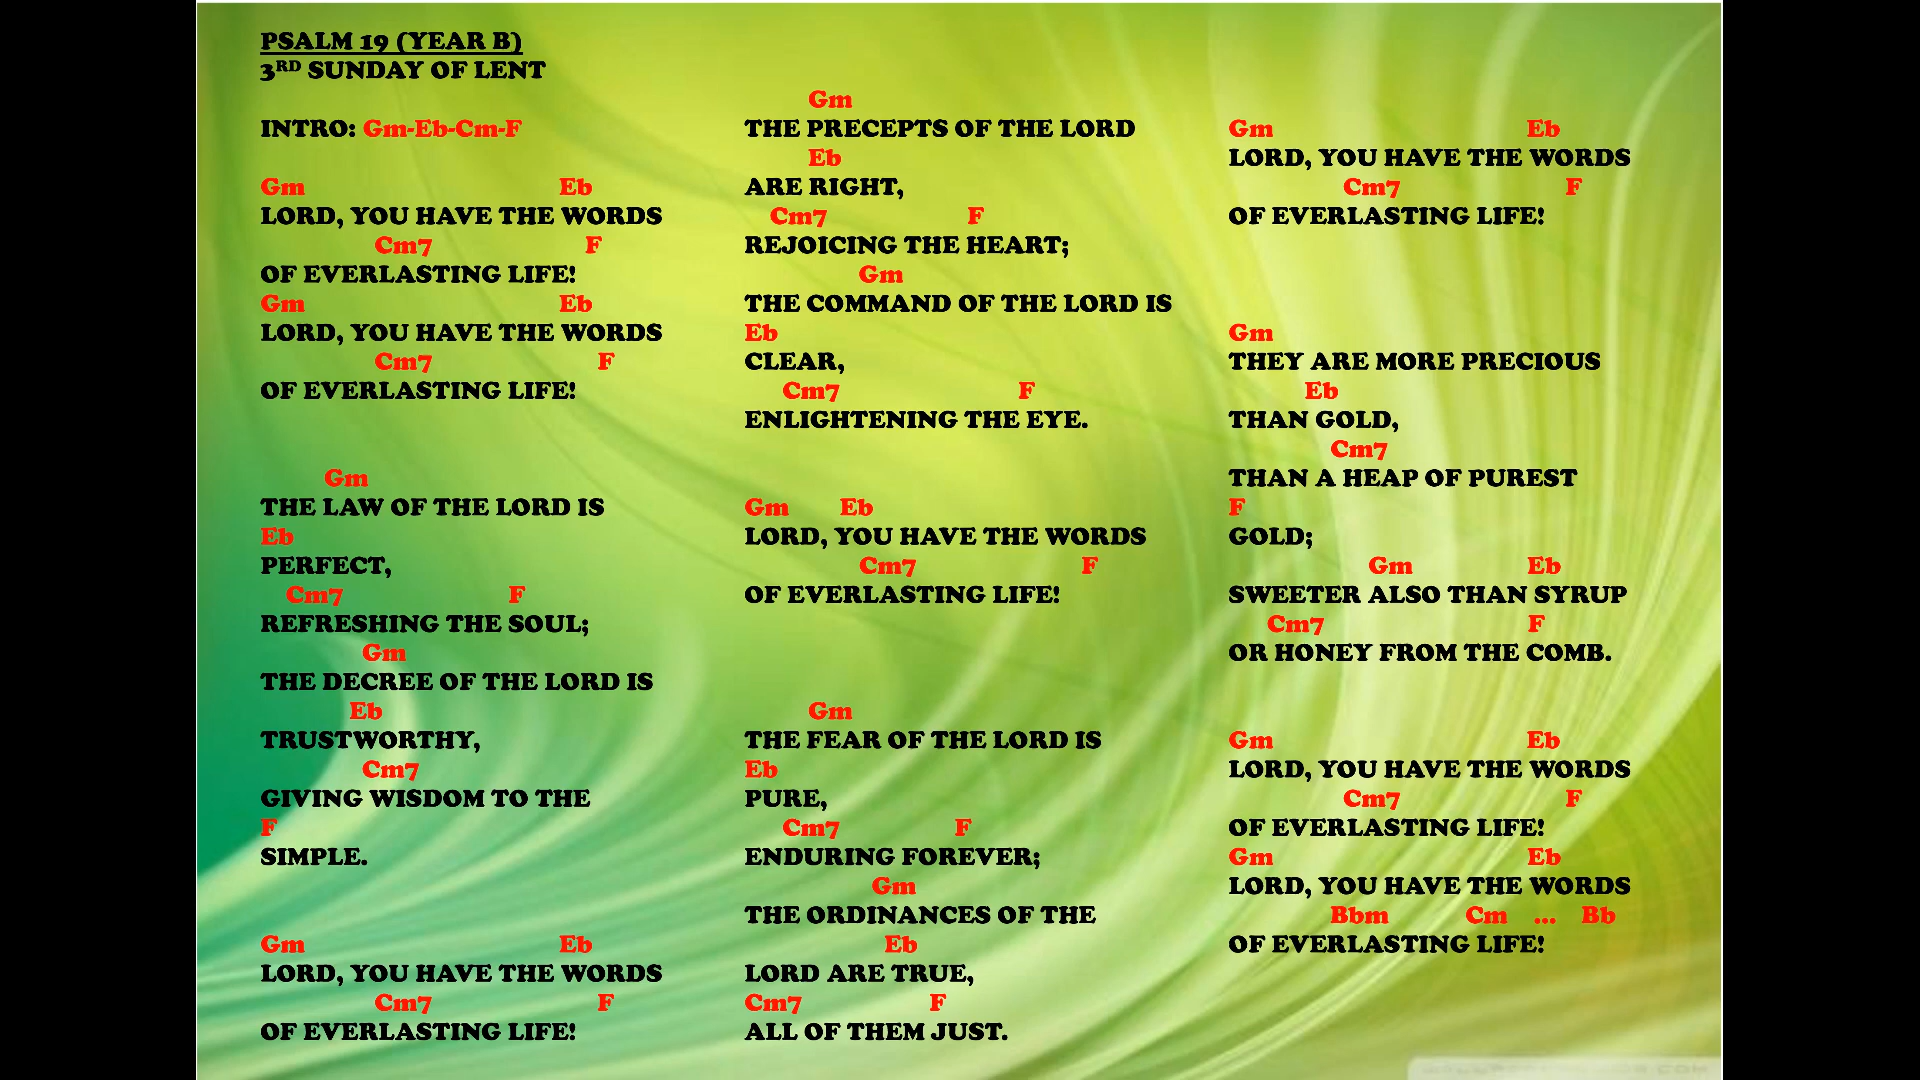 PSALM 19 (YEAR B)
3RD SUNDAY OF LENT
INTRO: Gm-Eb-Cm-F
Gm Eb
LORD, YOU HAVE THE WORDS
Cm7 F
OF EVERLASTING LIFE!
Gm Eb
LORD, YOU HAVE THE WORDS
Cm7 F
OF EVERLASTING LIFE!
Gm
THE LAW OF THE LORD IS
Eb
PERFECT,
Cm7 F
REFRESHING THE SOUL;
Gm
THE DECREE OF THE LORD IS
Eb
TRUSTWORTHY,
Cm7
GIVING WISDOM TO THE
F
SIMPLE.
Gm Eb
LORD, YOU HAVE THE WORDS
Cm7 F
OF EVERLASTING LIFE!
Gm
THE PRECEPTS OF THE LORD
Eb
ARE RIGHT,
Cm7 F
REJOICING THE HEART;
Gm
THE COMMAND OF THE LORD IS
Eb
CLEAR,
Cm7 F
ENLIGHTENING THE EYE.
Gm Eb
LORD, YOU HAVE THE WORDS
Cm7 F
OF EVERLASTING LIFE!
Gm
THE FEAR OF THE LORD IS
Eb
PURE,
Cm7 F
ENDURING FOREVER;
Gm
THE ORDINANCES OF THE
Eb
LORD ARE TRUE,
Cm7 F
ALL OF THEM JUST.
Gm Eb
LORD, YOU HAVE THE WORDS
Cm7 F
OF EVERLASTING LIFE!
Gm
THEY ARE MORE PRECIOUS
Eb
THAN GOLD,
Cm7
THAN A HEAP OF PUREST
F
GOLD;
Gm Eb
SWEETER ALSO THAN SYRUP
Cm7 F
OR HONEY FROM THE COMB.
Gm Eb
LORD, YOU HAVE THE WORDS
Cm7 F
OF EVERLASTING LIFE!
Gm Eb
LORD, YOU HAVE THE WORDS
Bbm Cm ... Bb
OF EVERLASTING LIFE!